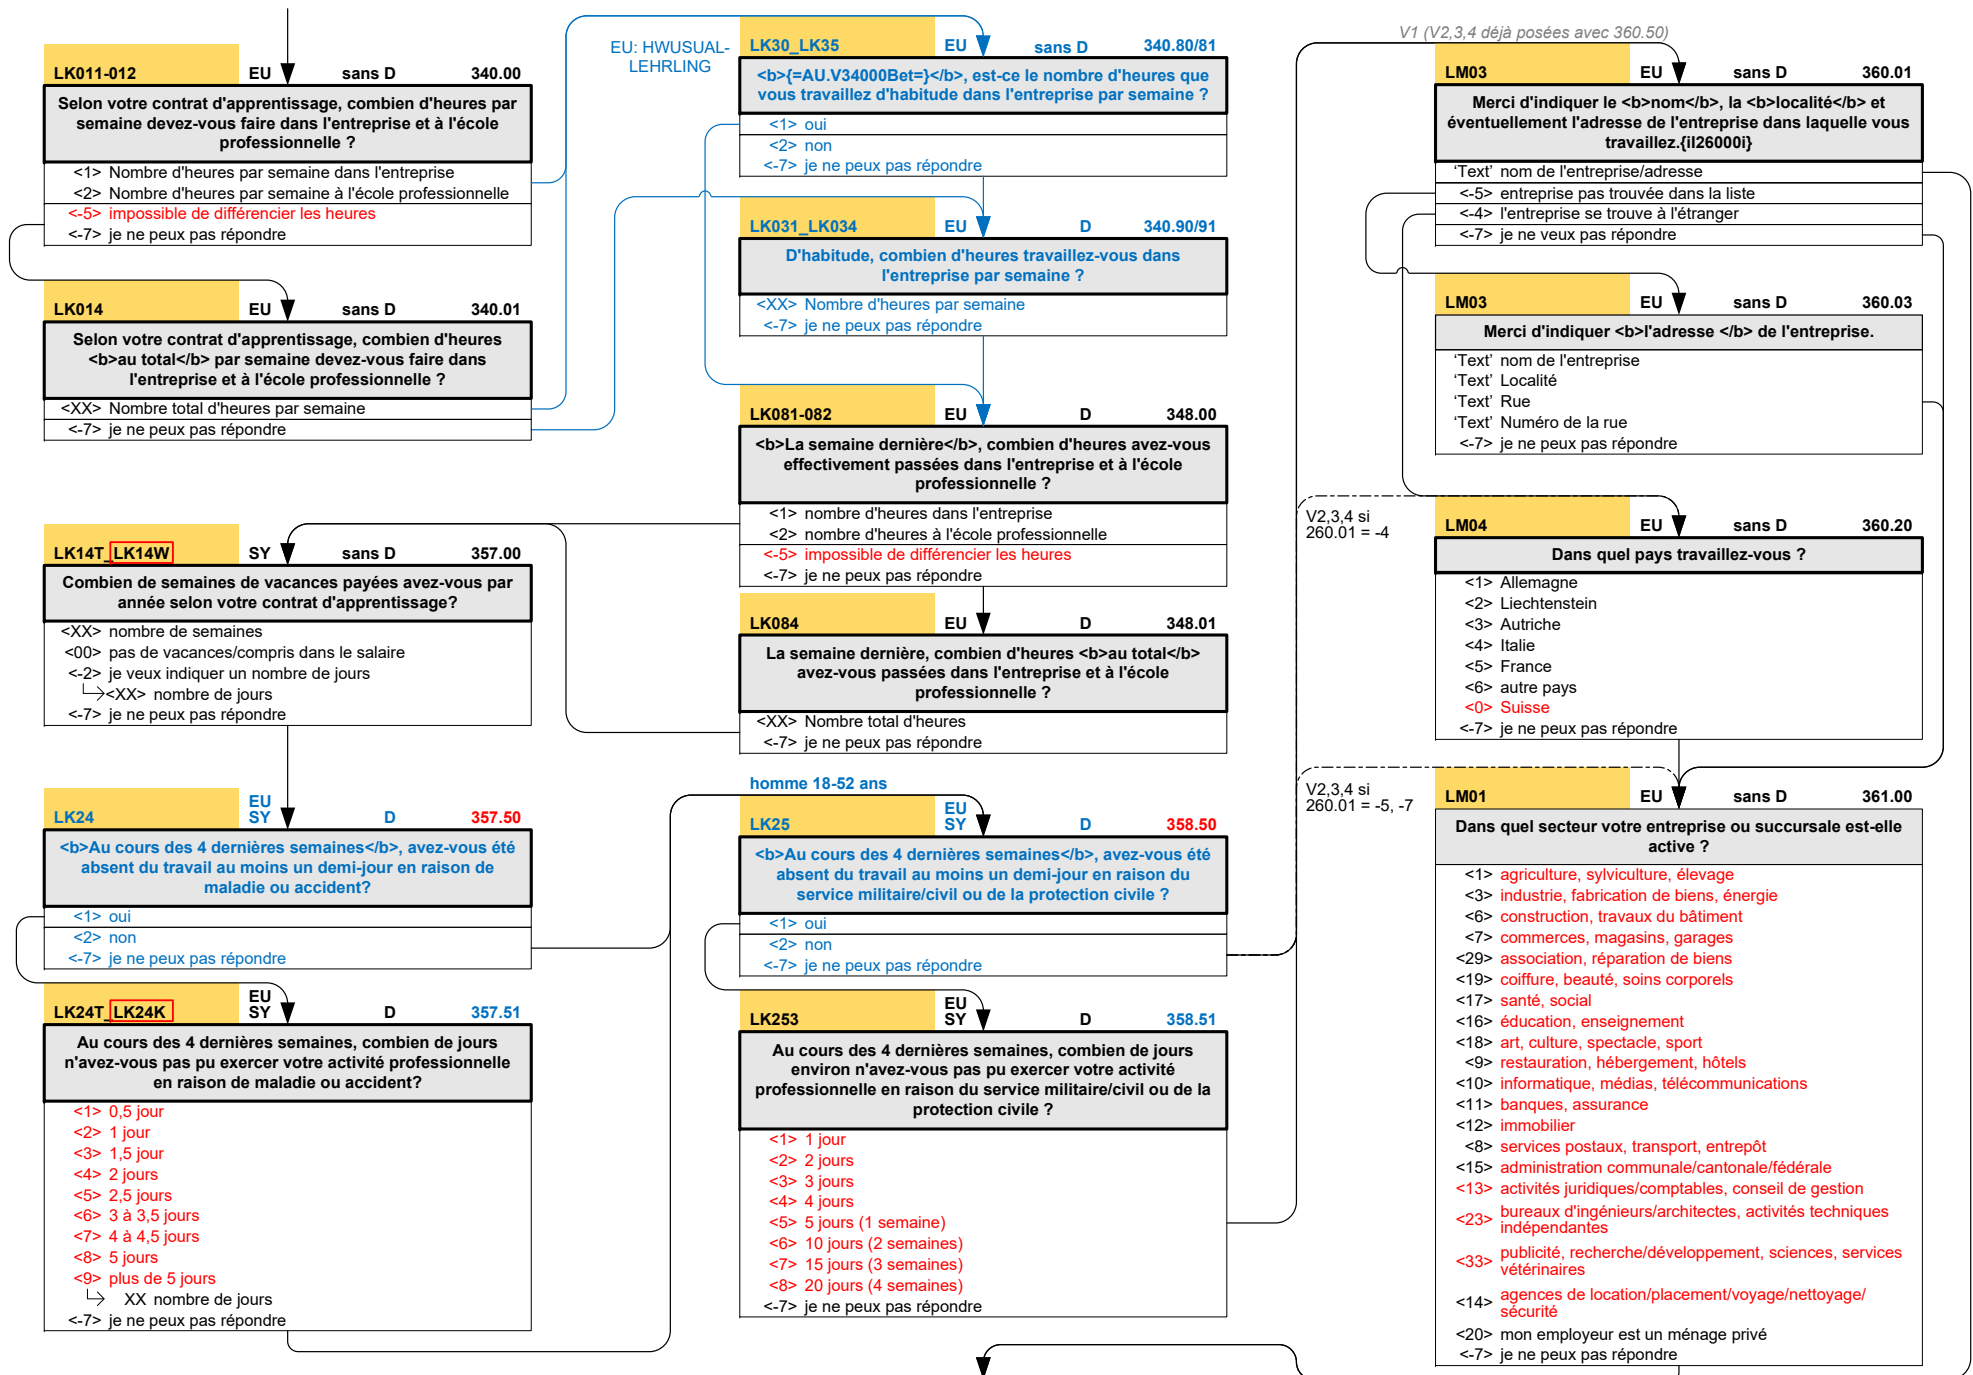 LK011-012 EU sans D 340.00
Selon votre contrat d'apprentissage, combien d'heures par
semaine devez-vous faire dans l'entreprise et à l'école
professionnelle ?
<1> Nombre d'heures par semaine dans l'entreprise
<2> Nombre d'heures par semaine à l'école professionnelle
<-5> impossible de différencier les heures
<-7> je ne peux pas répondre
LK014 EU sans D 340.01
Selon votre contrat d'apprentissage, combien d'heures
<b>au total</b> par semaine devez-vous faire dans
l'entreprise et à l'école professionnelle ?
<XX> Nombre total d'heures par semaine
<-7> je ne peux pas répondre
LK14T_LK14W SY sans D 357.00
Combien de semaines de vacances payées avez-vous par
année selon votre contrat d'apprentissage?
<XX> nombre de semaines
<00> pas de vacances/compris dans le salaire
<-2> je veux indiquer un nombre de jours
<XX> nombre de jours
<-7> je ne peux pas répondre
EU
LK24 SY D 357.50
<b>Au cours des 4 dernières semaines</b>, avez-vous été
absent du travail au moins un demi-jour en raison de
maladie ou accident?
<1> oui
<2> non
<-7> je ne peux pas répondre
EU
LK24T_LK24K SY D 357.51
Au cours des 4 dernières semaines, combien de jours
n'avez-vous pas pu exercer votre activité professionnelle
en raison de maladie ou accident?
<1> 0,5 jour
<2> 1 jour
<3> 1,5 jour
<4> 2 jours
<5> 2,5 jours
<6> 3 à 3,5 jours
<7> 4 à 4,5 jours
<8> 5 jours
<9> plus de 5 jours
XX nombre de jours
<-7> je ne peux pas répondre
EU: HWUSUAL-
LEHRLING
LK30_LK35 EU sans D 340.80/81
<b>{=AU.V34000Bet=}</b>, est-ce le nombre d'heures que
vous travaillez d'habitude dans l'entreprise par semaine ?
<1> oui
<2> non
<-7> je ne peux pas répondre
LK031_LK034 EU D 340.90/91
D'habitude, combien d'heures travaillez-vous dans
l'entreprise par semaine ?
<XX> Nombre d'heures par semaine
<-7> je ne peux pas répondre
LK081-082 EU D 348.00
<b>La semaine dernière</b>, combien d'heures avez-vous
effectivement passées dans l'entreprise et à l'école
professionnelle ?
<1> nombre d'heures dans l'entreprise
<2> nombre d'heures à l'école professionnelle
<-5> impossible de différencier les heures
<-7> je ne peux pas répondre
LK084 EU D 348.01
La semaine dernière, combien d'heures <b>au total</b>
avez-vous passées dans l'entreprise et à l'école
professionnelle ?
<XX> Nombre total d'heures
<-7> je ne peux pas répondre
homme 18-52 ans
EU
LK25 SY D 358.50
<b>Au cours des 4 dernières semaines</b>, avez-vous été
absent du travail au moins un demi-jour en raison du
service militaire/civil ou de la protection civile ?
<1> oui
<2> non
<-7> je ne peux pas répondre
EU
LK253 SY D 358.51
Au cours des 4 dernières semaines, combien de jours
environ n'avez-vous pas pu exercer votre activité
professionnelle en raison du service militaire/civil ou de la
protection civile ?
<1> 1 jour
<2> 2 jours
<3> 3 jours
<4> 4 jours
<5> 5 jours (1 semaine)
<6> 10 jours (2 semaines)
<7> 15 jours (3 semaines)
<8> 20 jours (4 semaines)
<-7> je ne peux pas répondre
V1 (V2,3,4 déjà posées avec 360.50)
LM03 EU sans D 360.01
Merci d'indiquer le <b>nom</b>, la <b>localité</b> et
éventuellement l'adresse de l'entreprise dans laquelle vous
travaillez.{il26000i}
‘Text’ nom de l'entreprise/adresse
<-5> entreprise pas trouvée dans la liste
<-4> l'entreprise se trouve à l'étranger
<-7> je ne veux pas répondre
LM03 EU sans D 360.03
Merci d'indiquer <b>l'adresse </b> de l'entreprise.
‘Text’ nom de l'entreprise
‘Text’ Localité
‘Text’ Rue
‘Text’ Numéro de la rue
<-7> je ne peux pas répondre
V2,3,4 si
260.01 = -4
LM04 EU sans D 360.20
Dans quel pays travaillez-vous ?
<1> Allemagne
<2> Liechtenstein
<3> Autriche
<4> Italie
<5> France
<6> autre pays
<0> Suisse
<-7> je ne peux pas répondre
V2,3,4 si
260.01 = -5, -7
LM01 EU sans D 361.00
Dans quel secteur votre entreprise ou succursale est-elle
active ?
<1> agriculture, sylviculture, élevage
<3> industrie, fabrication de biens, énergie
<6> construction, travaux du bâtiment
<7> commerces, magasins, garages
<29> association, réparation de biens
<19> coiffure, beauté, soins corporels
<17> santé, social
<16> éducation, enseignement
<18> art, culture, spectacle, sport
<9> restauration, hébergement, hôtels
<10> informatique, médias, télécommunications
<11> banques, assurance
<12> immobilier
<8> services postaux, transport, entrepôt
<15> administration communale/cantonale/fédérale
<13> activités juridiques/comptables, conseil de gestion
<23> bureaux d'ingénieurs/architectes, activités techniques
indépendantes
<33> publicité, recherche/développement, sciences, services
vétérinaires
<14> agences de location/placement/voyage/nettoyage/
sécurité
<20> mon employeur est un ménage privé
<-7> je ne peux pas répondre